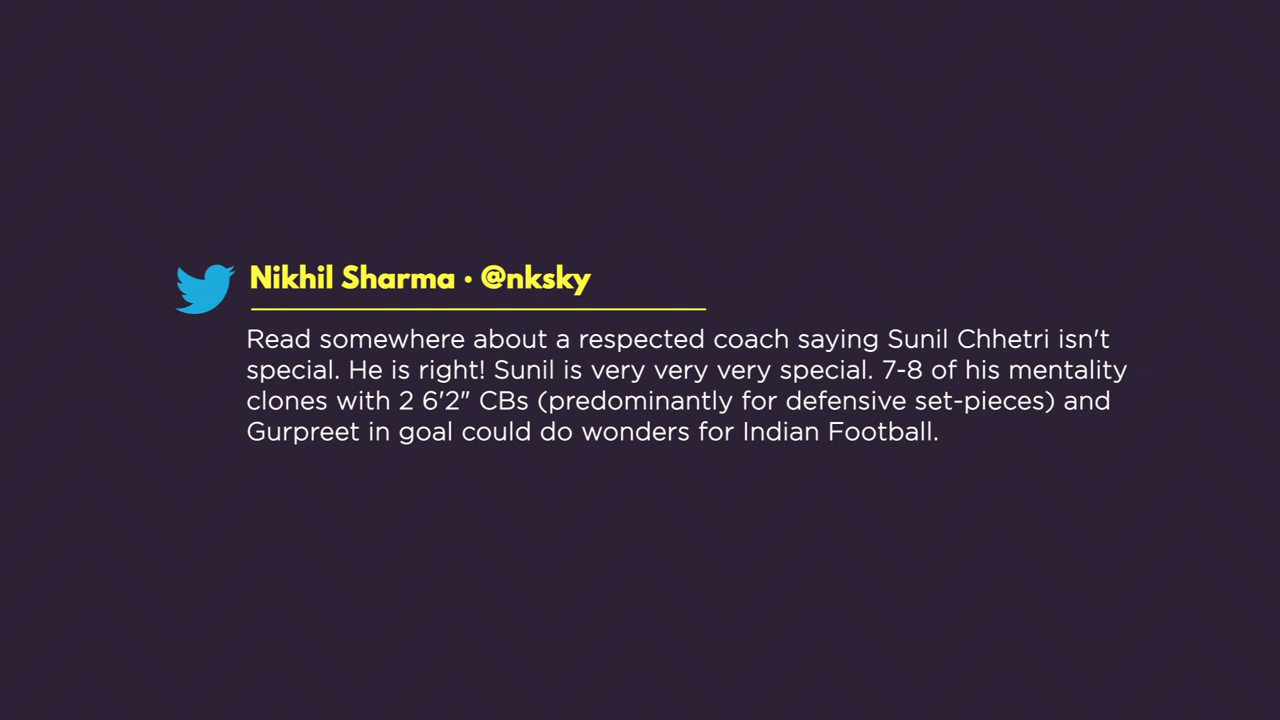 Nikhil Sharma · @nksky
Read somewhere about a respected coach saying Sunil Chhetri isn't
special. He is right! Sunil is very very very special. 7-8 of his mentality
clones with 2 6'2" CBs (predominantly for defensive set-pieces) and
Gurpreet in goal could do wonders for Indian Football.